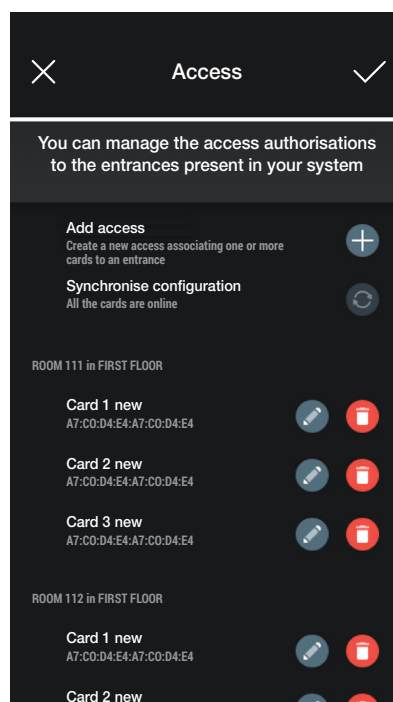 Access
You can manage the access authorisations
to the entrances present in your system
Add access
Create a new access associating one or more
cards to an entrance
Synchronise configuration
All the cards are online
ROOM 111 in FIRST FLOOR
Card 1 new
A7:C0:D4:E4:A7:C0:D4:E4
Card 2 new
A7:C0:D4:E4:A7:C0:D4:E4
Card 3 new
A7:C0:D4:E4:A7:C0:D4:E4
ROOM 112 in FIRST FLOOR
Card 1 new
A7:C0:D4:E4:A7:C0:D4:E4
Card 2 new